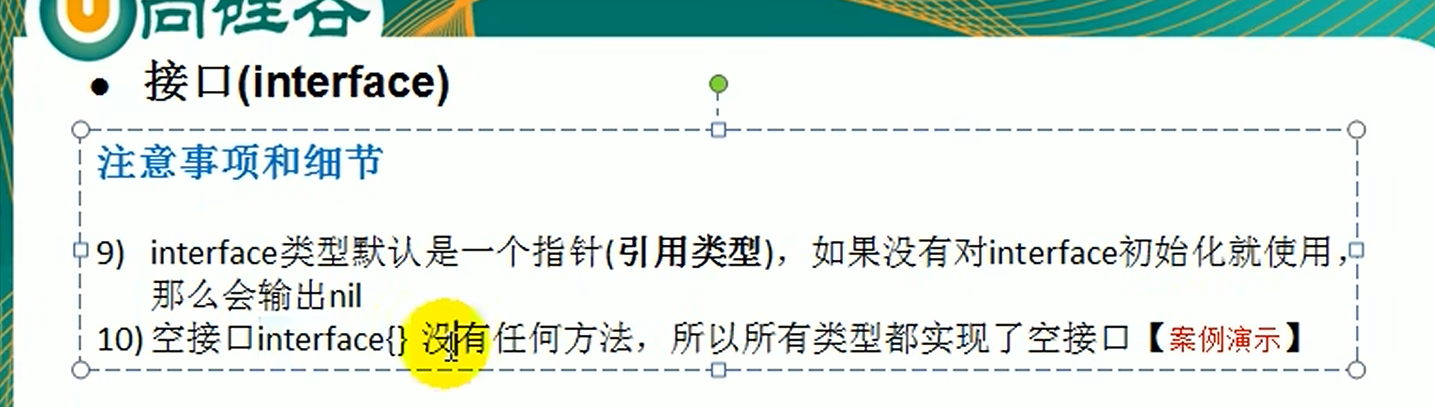 尚硅谷
● 接口(interface)
注意事项和细节
9) interface类型默认是一个指针(引用类型)，如果没有对interface初始化就使用，
那么会输出nil
10) 空接口interface{} 没有任何方法，所以所有类型都实现了空接口【案例演示】